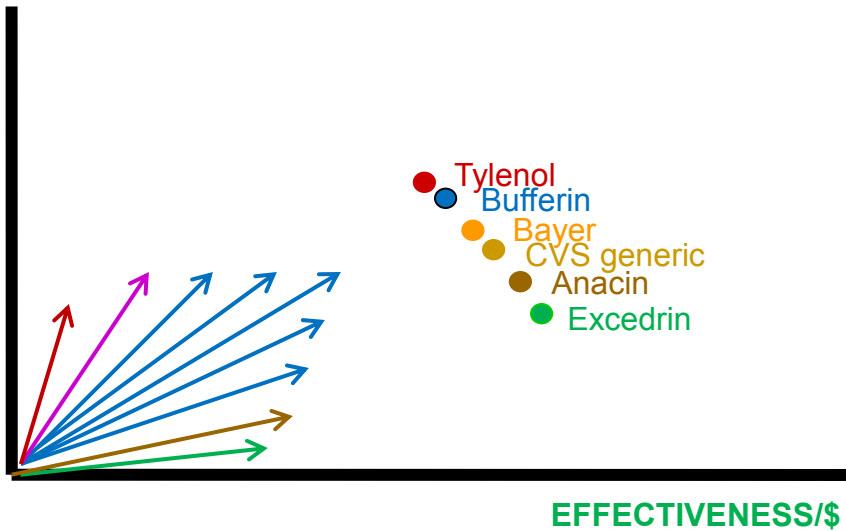 Tylenol
Bufferin
Bayer
CVS generic
Anacin
Excedrin
EFFECTIVENESS/$